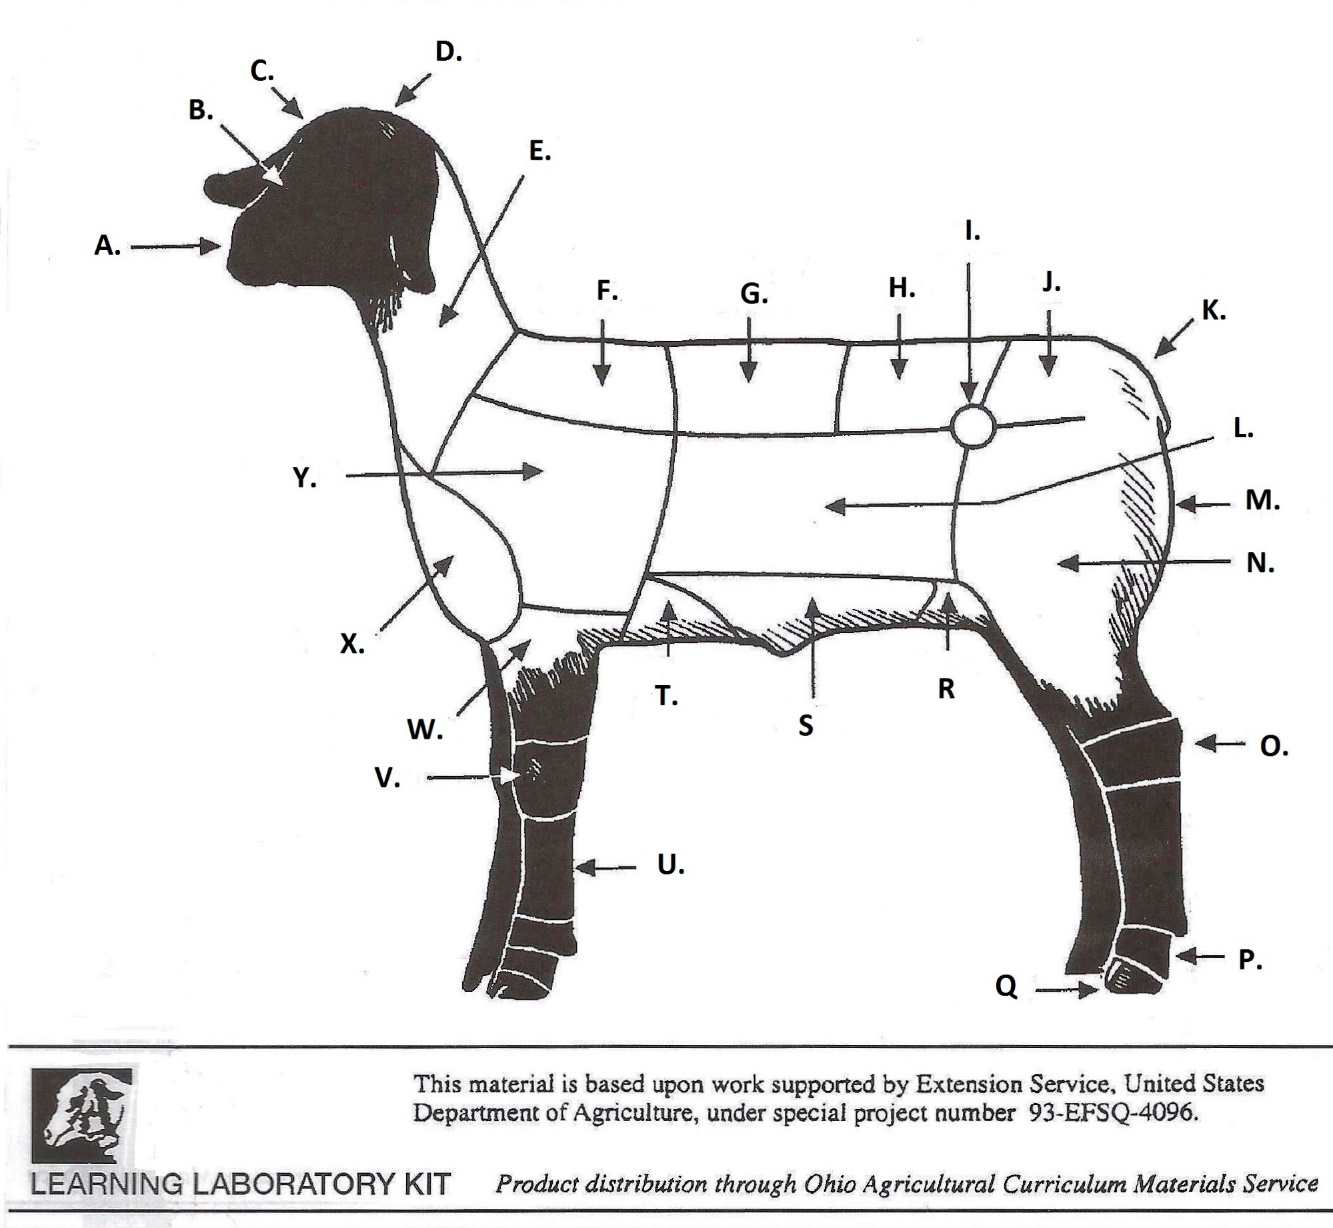 D.
C.
B.
E.
A.
I.
F.
G.
H.
J.
K.
L.
Y.
M.
N.
X.
T.
R
S
W.
O.
V.
U.
P.
Q
This material is based upon work supported by Extension Service, United States
Department of Agriculture, under special project number 93-EFSQ-4096.
LEARNING LABORATORY KIT
Product distribution through Ohio Agricultural Curriculum Materials Service